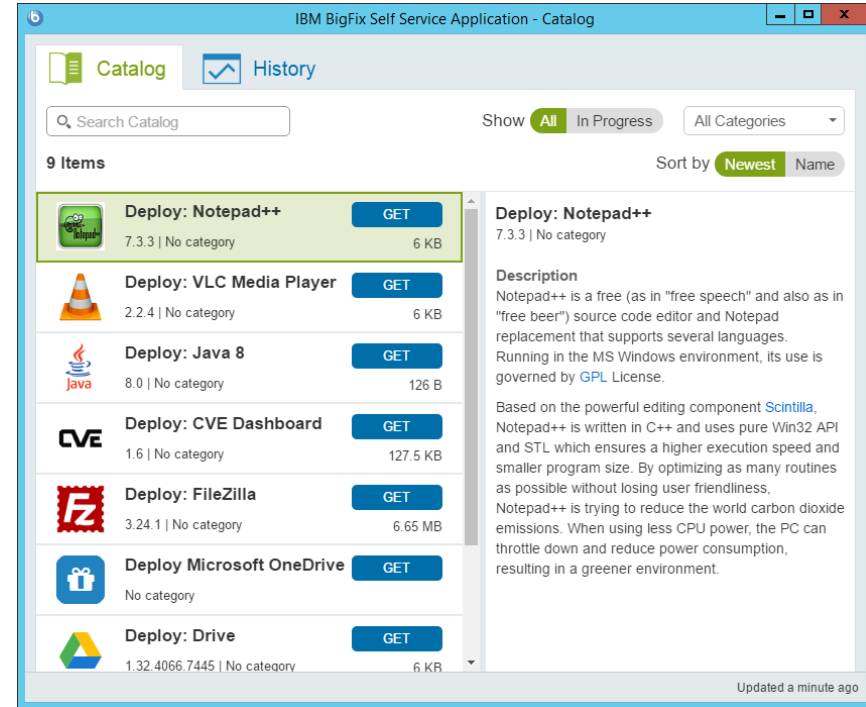 IBM BigFix Self Service Application - Catalog
Catalog
History
Search Catalog
Show All In Progress All Categories
9 Items
Sort by Newest Name
Deploy: Notepad++ GET
7.3.3 | No category 6 KB
Deploy: VLC Media Player GET
2.2.4 | No category 6 KB
Java
Deploy: Java 8 GET
8.0 | No category 126 B
CVE
Deploy: CVE Dashboard GET
1.6 | No category 127.5 KB
FZ
Deploy: FileZilla GET
3.24.1 | No category 6.65 MB
Deploy Microsoft OneDrive GET
No category
Deploy: Drive GET
1.32.4066.7445 | No category 6 KB
Deploy: Notepad++
7.3.3 | No category
Description
Notepad++ is a free (as in "free speech" and also as in
"free beer") source code editor and Notepad
replacement that supports several languages.
Running in the MS Windows environment, its use is
governed by GPL License.
Based on the powerful editing component Scintilla,
Notepad++ is written in C++ and uses pure Win32 API
and STL which ensures a higher execution speed and
smaller program size. By optimizing as many routines
as possible without losing user friendliness,
Notepad++ is trying to reduce the world carbon dioxide
emissions. When using less CPU power, the PC can
throttle down and reduce power consumption,
resulting in a greener environment.
Updated a minute ago